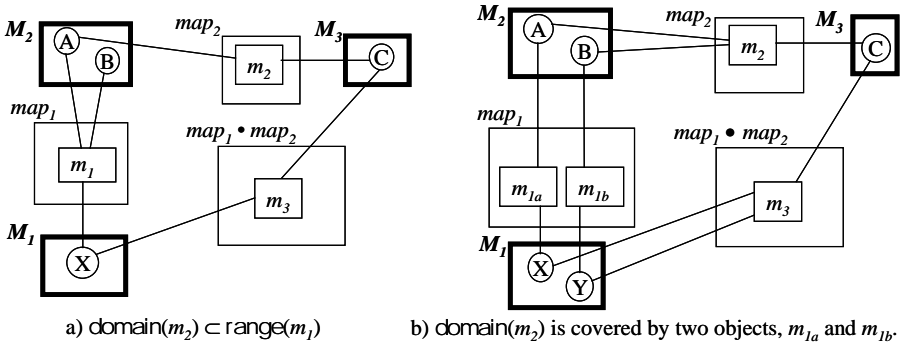 M2 A B map2 m2 M3 C
map1 m1
map1 • map2 m3
M1 X
a) domain(m2) ⊂ range(m1)
M2 A B map2 m2 M3 C
map1 m1a m1b
map1 • map2 m3
M1 X Y
b) domain(m2) is covered by two objects, m1a and m1b.